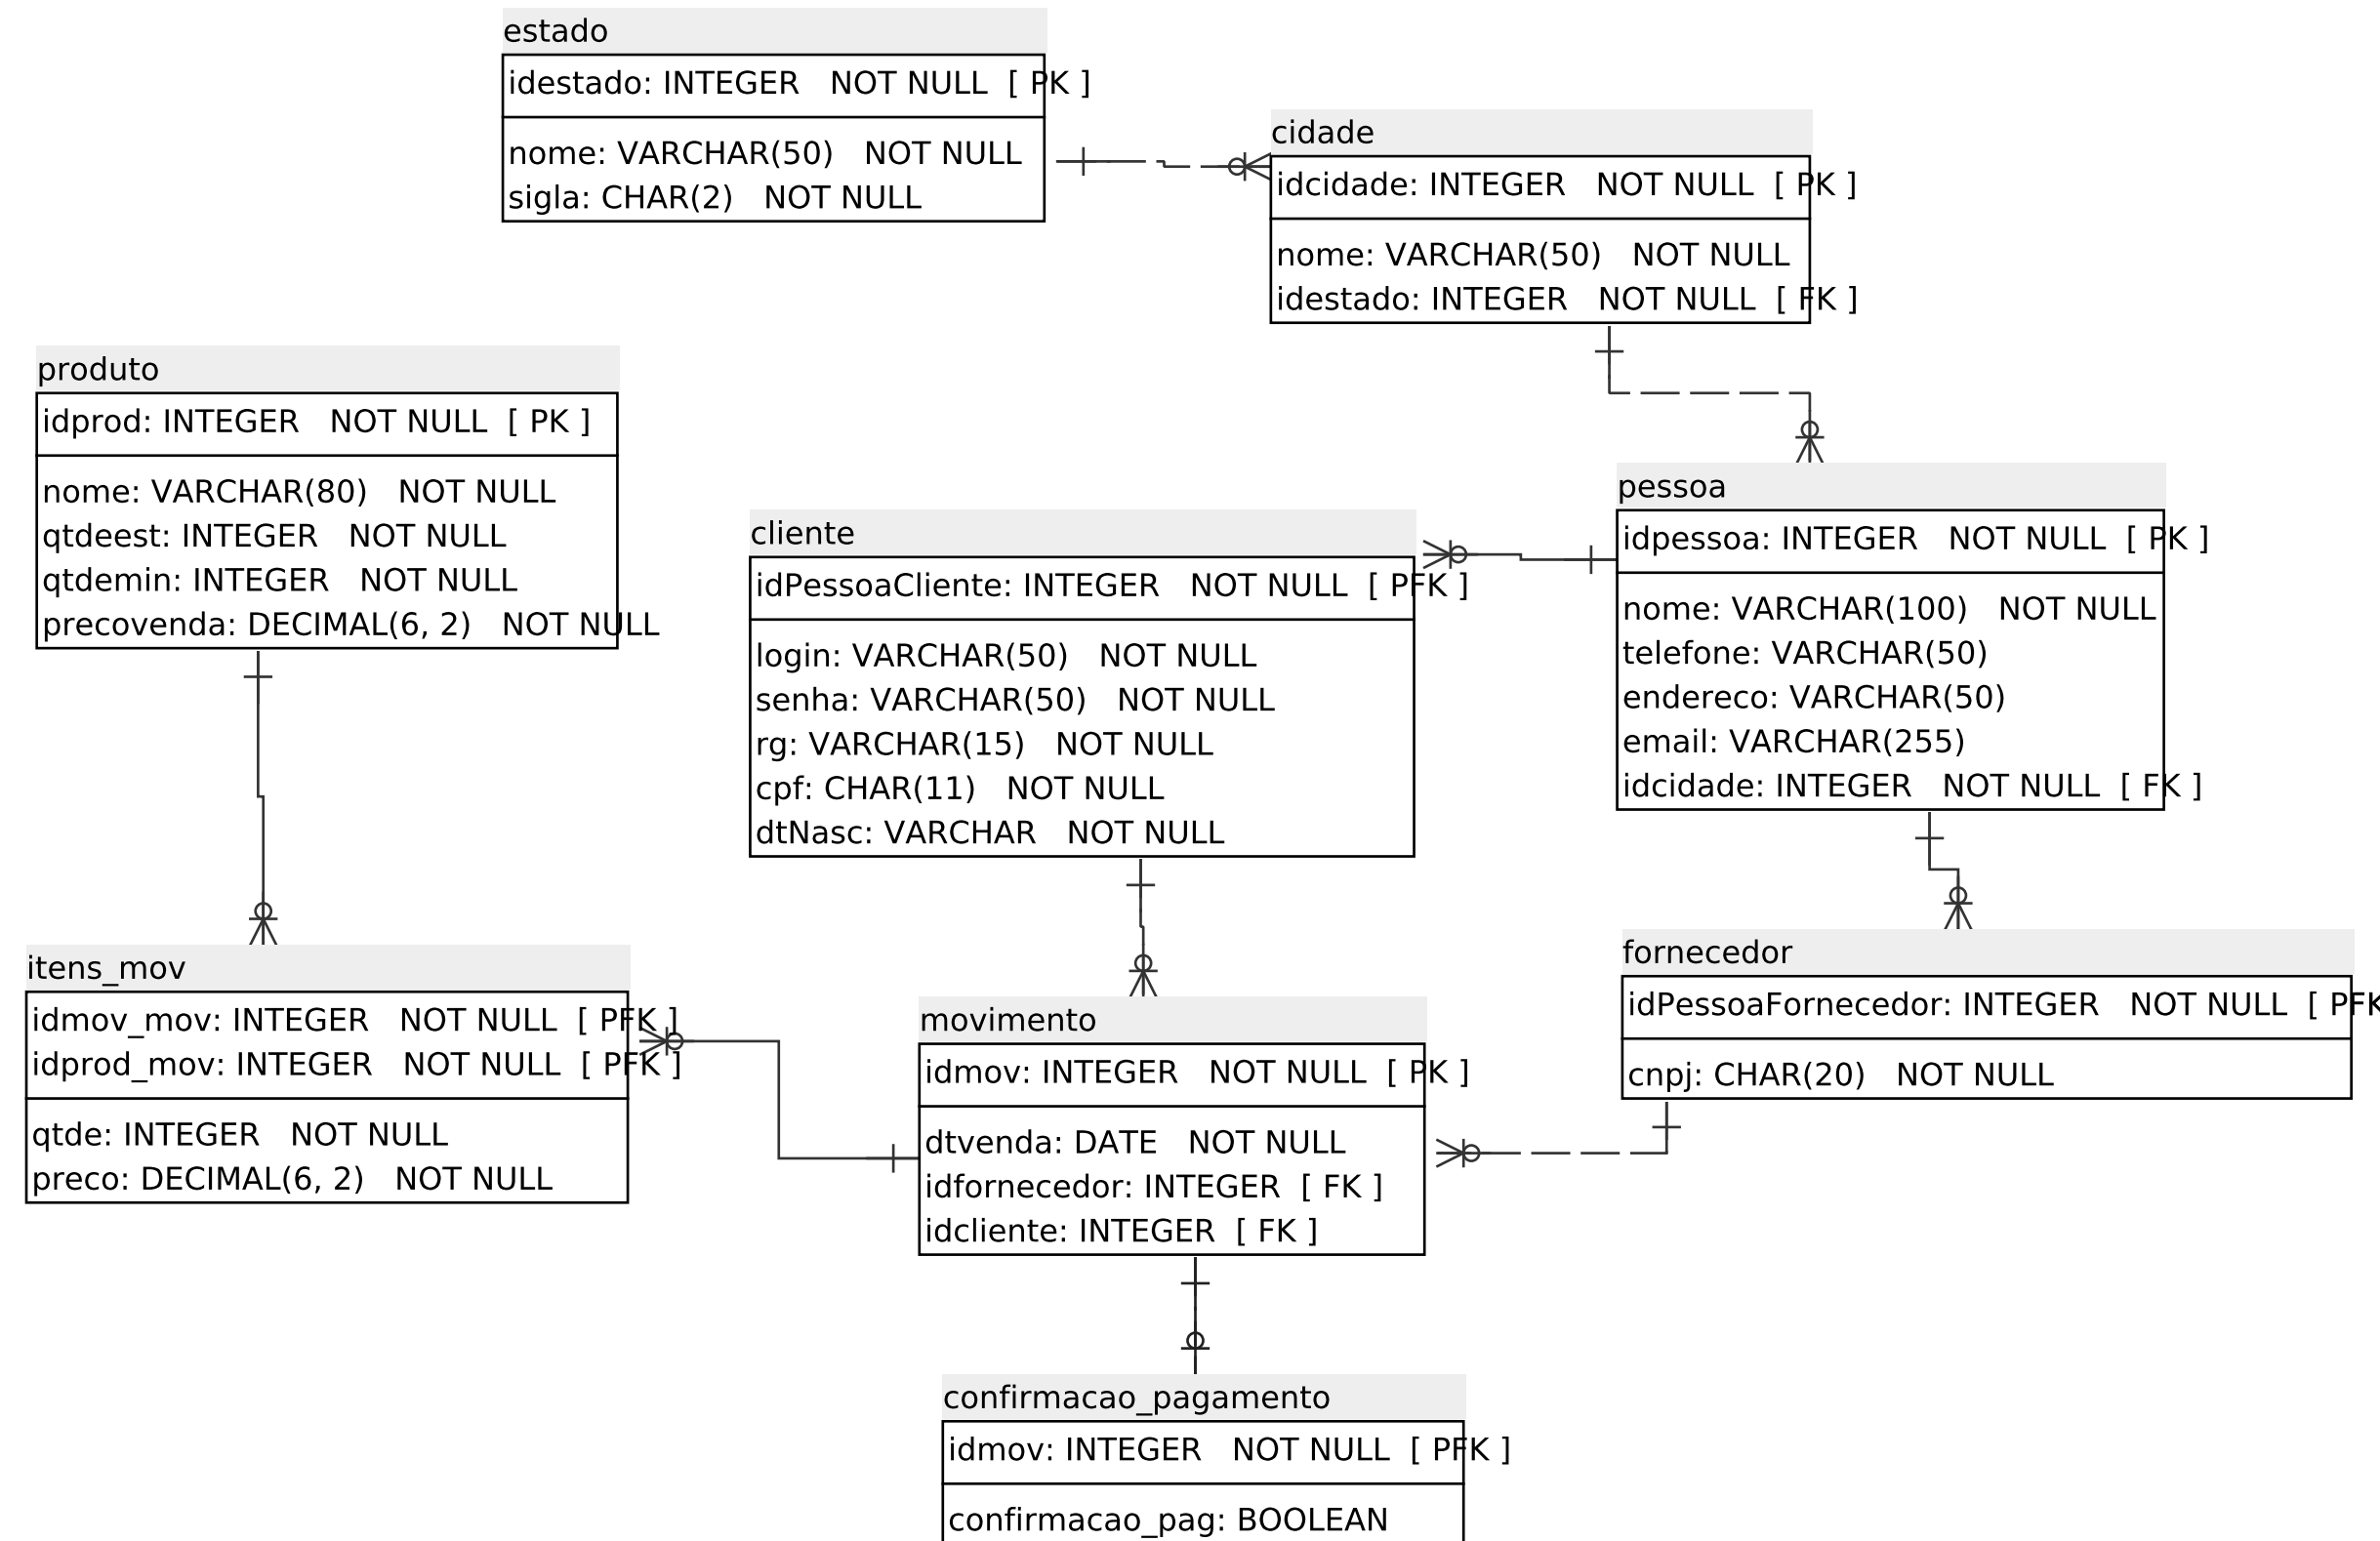 estado
idestado: INTEGER   NOT NULL  [ PK ]
nome: VARCHAR(50)   NOT NULL
sigla: CHAR(2)   NOT NULL
cidade
idcidade: INTEGER   NOT NULL  [ PK ]
nome: VARCHAR(50)   NOT NULL
idestado: INTEGER   NOT NULL  [ FK ]
produto
idprod: INTEGER   NOT NULL  [ PK ]
nome: VARCHAR(80)   NOT NULL
qtdeest: INTEGER   NOT NULL
qtdemin: INTEGER   NOT NULL
precovenda: DECIMAL(6, 2)   NOT NULL
cliente
idPessoaCliente: INTEGER   NOT NULL  [ PFK ]
login: VARCHAR(50)   NOT NULL
senha: VARCHAR(50)   NOT NULL
rg: VARCHAR(15)   NOT NULL
cpf: CHAR(11)   NOT NULL
dtNasc: VARCHAR   NOT NULL
pessoa
idpessoa: INTEGER   NOT NULL  [ PK ]
nome: VARCHAR(100)   NOT NULL
telefone: VARCHAR(50)
endereco: VARCHAR(50)
email: VARCHAR(255)
idcidade: INTEGER   NOT NULL  [ FK ]
itens_mov
idmov_mov: INTEGER   NOT NULL  [ PFK ]
idprod_mov: INTEGER   NOT NULL  [ PFK ]
qtde: INTEGER   NOT NULL
preco: DECIMAL(6, 2)   NOT NULL
movimento
idmov: INTEGER   NOT NULL  [ PK ]
dtvenda: DATE   NOT NULL
idfornecedor: INTEGER  [ FK ]
idcliente: INTEGER  [ FK ]
fornecedor
idPessoaFornecedor: INTEGER   NOT NULL  [ PFK
cnpj: CHAR(20)   NOT NULL
confirmacao_pagamento
idmov: INTEGER   NOT NULL  [ PFK ]
confirmacao_pag: BOOLEAN